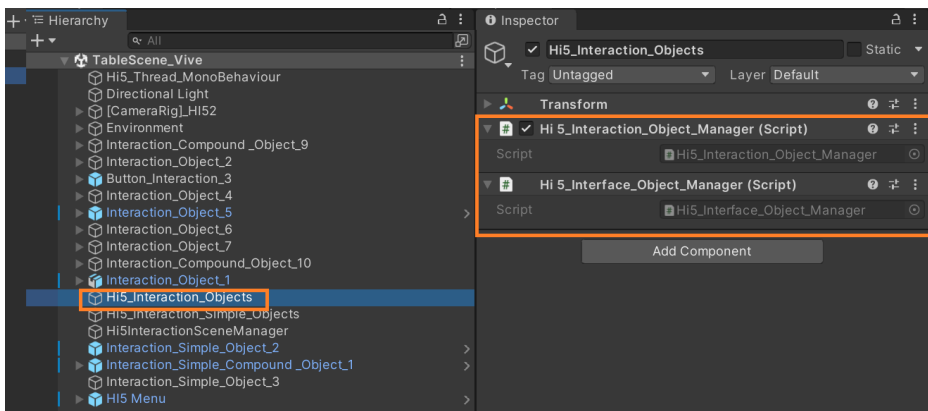 Hierarchy
All
TableScene_Vive
Hi5_Thread_MonoBehaviour
Directional Light
[CameraRig]_HI52
Environment
Interaction_Compound _Object_9
Interaction_Object_2
Button_Interaction_3
Interaction_Object_4
Interaction_Object_5
Interaction_Object_6
Interaction_Object_7
Interaction_Compound_Object_10
Interaction_Object_1
Hi5_Interaction_Objects
Hi5_Interaction_Simple_Objects
Hi5InteractionSceneManager
Interaction_Simple_Object_2
Interaction_Simple_Compound _Object_1
Interaction_Simple_Object_3
HI5 Menu
Inspector
Hi5_Interaction_Objects Static
Tag Untagged Layer Default
Transform
Hi 5_Interaction_Object_Manager (Script)
Script Hi5_Interaction_Object_Manager
Hi 5_Interface_Object_Manager (Script)
Script Hi5_Interface_Object_Manager
Add Component